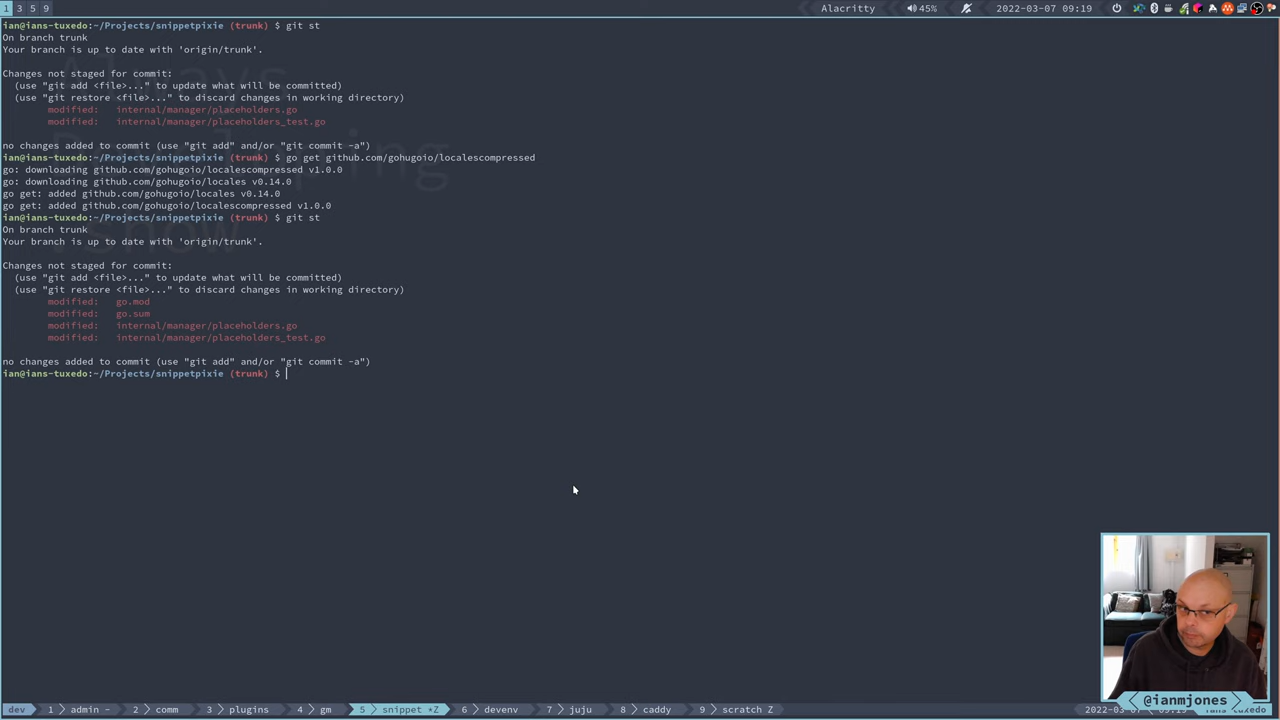 1 3 5 9 Alacritty 45% 2022-03-07 09:19
ian@ians-tuxedo:~/Projects/snippetpixie (trunk) $ git st
On branch trunk
Your branch is up to date with 'origin/trunk'.
Changes not staged for commit:
(use "git add <file>..." to update what will be committed)
(use "git restore <file>..." to discard changes in working directory)
modified: internal/manager/placeholders.go
modified: internal/manager/placeholders_test.go
no changes added to commit (use "git add" and/or "git commit -a")
ian@ians-tuxedo:~/Projects/snippetpixie (trunk) $ go get github.com/gohugoio/localescompressed
go: downloading github.com/gohugoio/localescompressed v1.0.0
go: downloading github.com/gohugoio/locales v0.14.0
go get: added github.com/gohugoio/locales v0.14.0
go get: added github.com/gohugoio/localescompressed v1.0.0
ian@ians-tuxedo:~/Projects/snippetpixie (trunk) $ git st
On branch trunk
Your branch is up to date with 'origin/trunk'.
Changes not staged for commit:
(use "git add <file>..." to update what will be committed)
(use "git restore <file>..." to discard changes in working directory)
modified: go.mod
modified: go.sum
modified: internal/manager/placeholders.go
modified: internal/manager/placeholders_test.go
no changes added to commit (use "git add" and/or "git commit -a")
ian@ians-tuxedo:~/Projects/snippetpixie (trunk) $
@ianmjones
dev 1 admin - 2 comm 3 plugins 4 gm 5 snippet *Z 6 devenv 7 juju 8 caddy 9 scratch Z